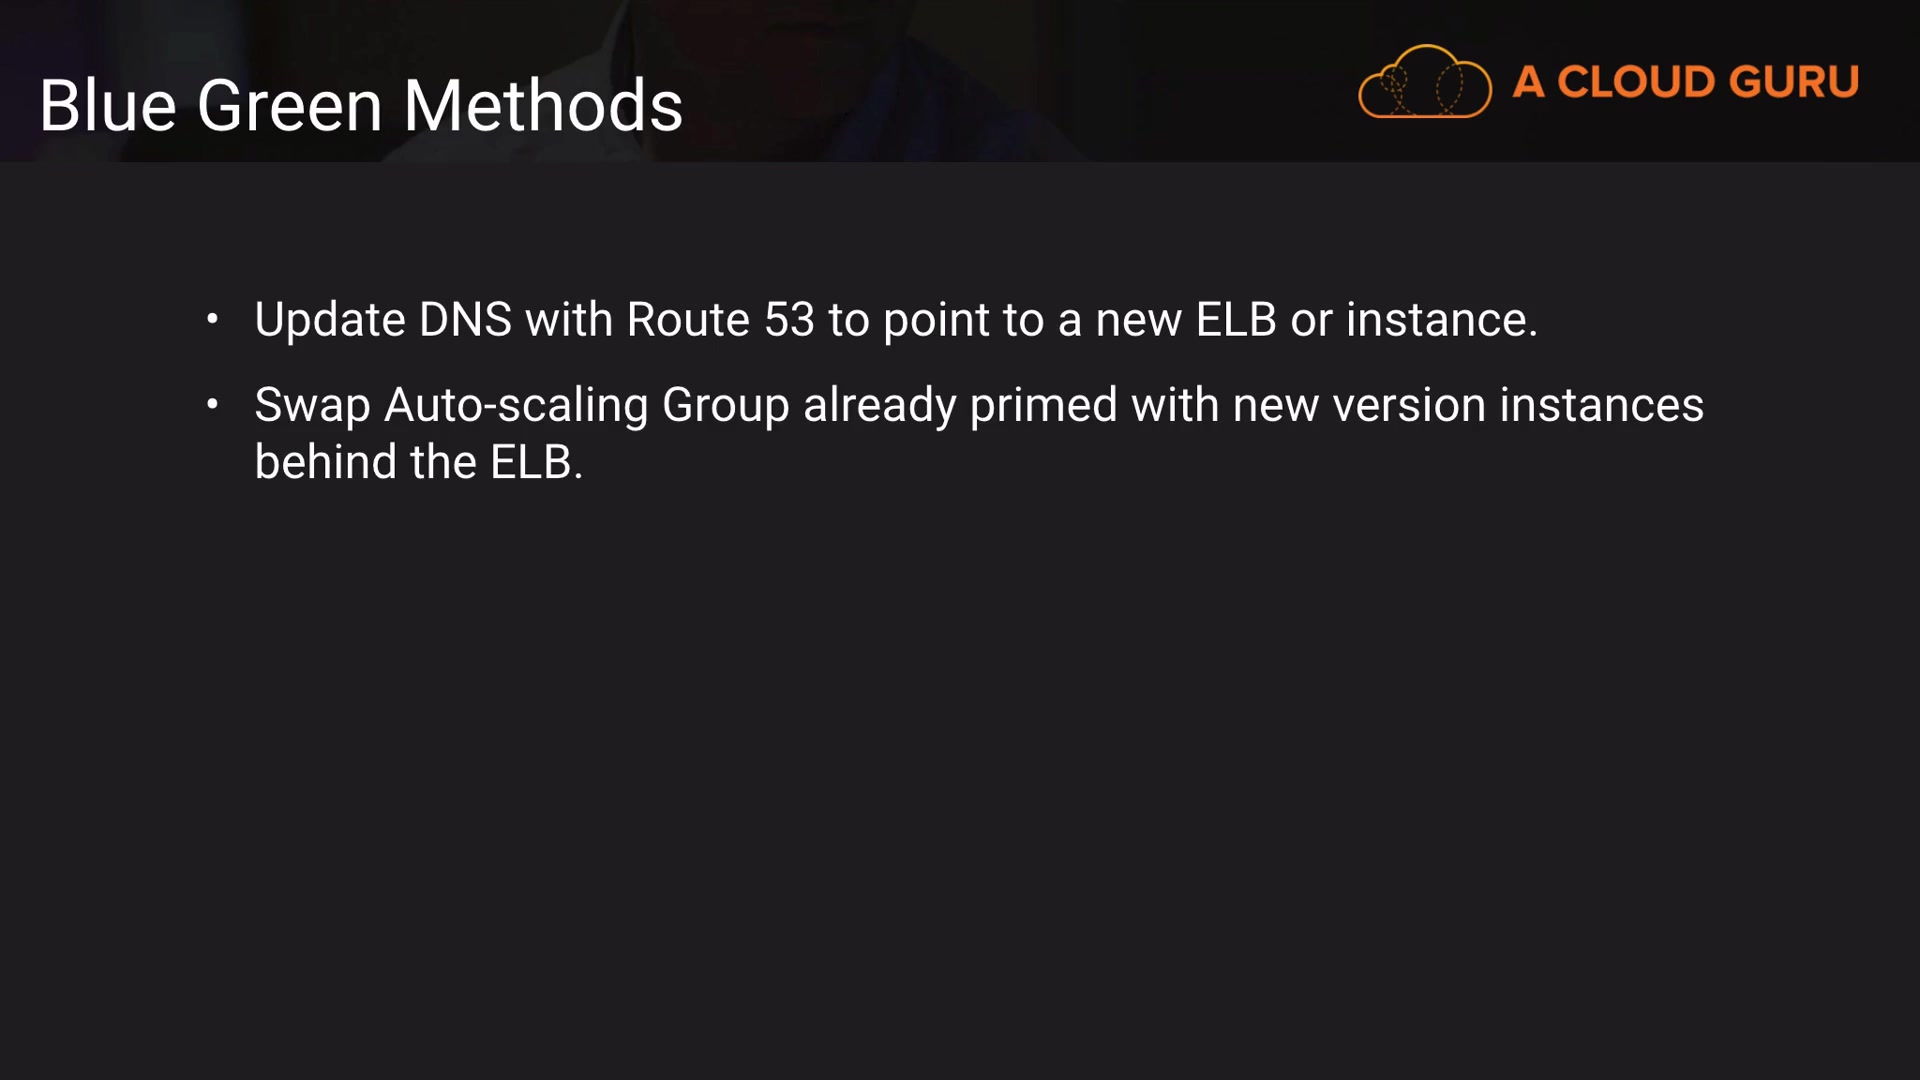 Blue Green Methods
A CLOUD GURU
• Update DNS with Route 53 to point to a new ELB or instance.
• Swap Auto-scaling Group already primed with new version instances
behind the ELB.